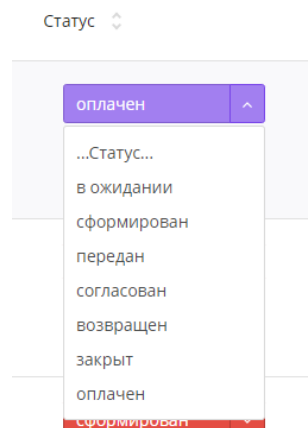 Статус
оплачен
...Статус...
в ожидании
сформирован
передан
согласован
возвращен
закрыт
оплачен
сформирован